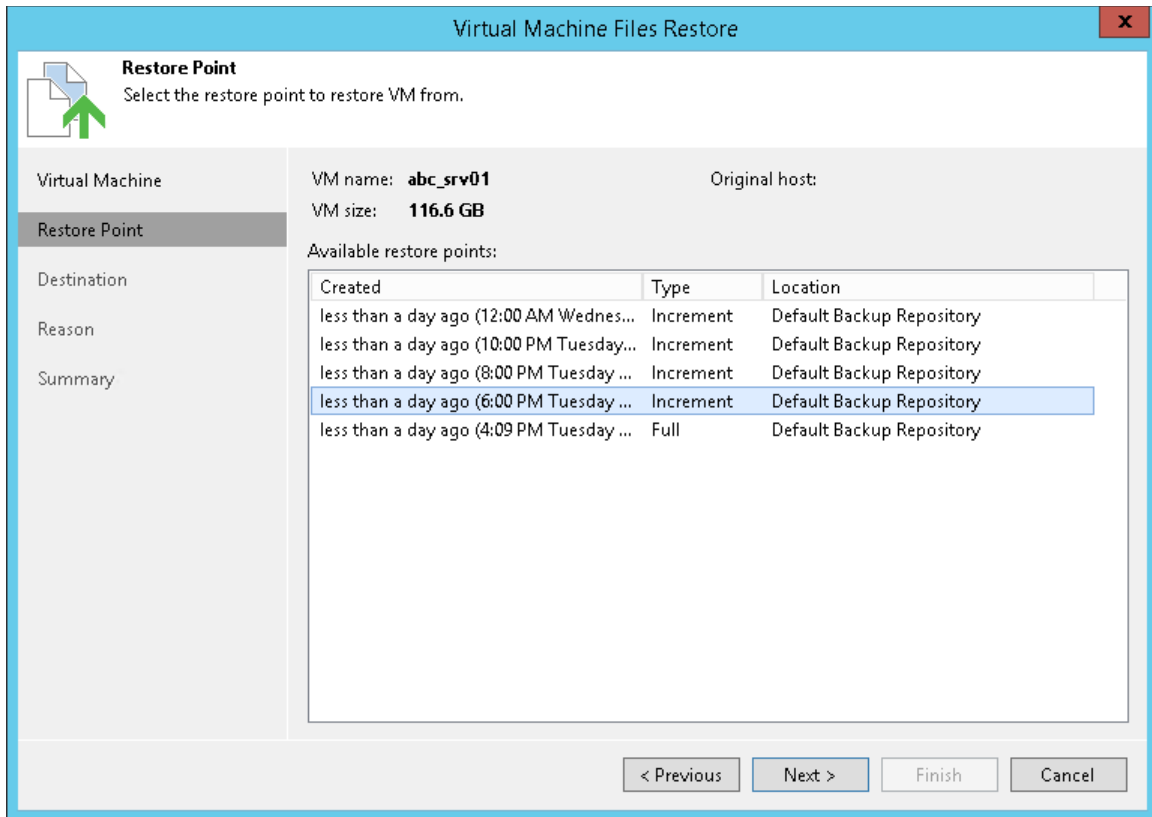 Virtual Machine Files Restore
x
Restore Point
Select the restore point to restore VM from.
Virtual Machine
Restore Point
Destination
Reason
Summary
VM name: abc_srv01 Original host:
VM size: 116.6 GB
Available restore points:
Created Type Location
less than a day ago (12:00 AM Wednes... Increment Default Backup Repository
less than a day ago (10:00 PM Tuesday... Increment Default Backup Repository
less than a day ago (8:00 PM Tuesday ... Increment Default Backup Repository
less than a day ago (6:00 PM Tuesday ... Increment Default Backup Repository
less than a day ago (4:09 PM Tuesday ... Full Default Backup Repository
< Previous Next > Finish Cancel